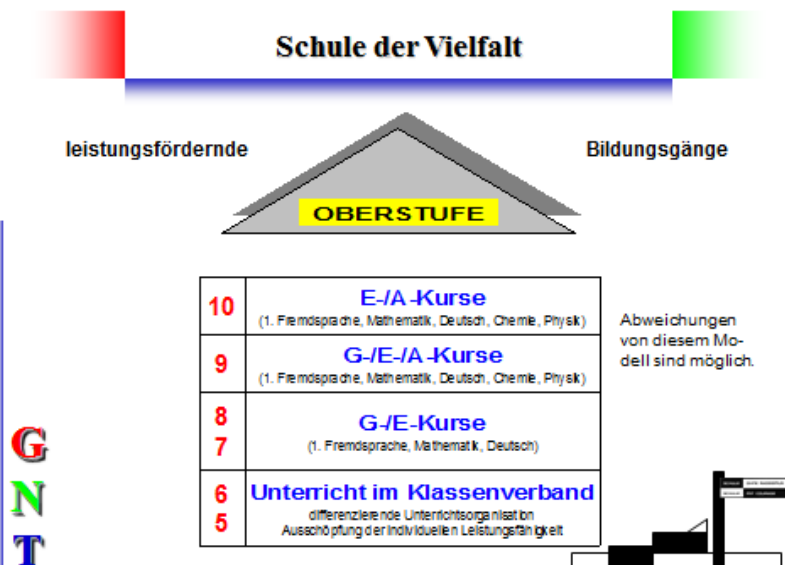 Schule der Vielfalt
leistungsfördernde
Bildungsgänge
OBERSTUFE
10
E-/A-Kurse
(1. Fremdsprache, Mathematik, Deutsch, Chemie, Physik)
9
G-/E-/A-Kurse
(1. Fremdsprache, Mathematik, Deutsch, Chemie, Physik)
8
7
G-/E-Kurse
(1. Fremdsprache, Mathematik, Deutsch)
6
5
Unterricht im Klassenverband
differenzierende Unterrichtsorganisation
Ausschöpfung der individuellen Leistungsfähigkeit
Abweichungen
von diesem Mo-
dell sind möglich.
G
N
T